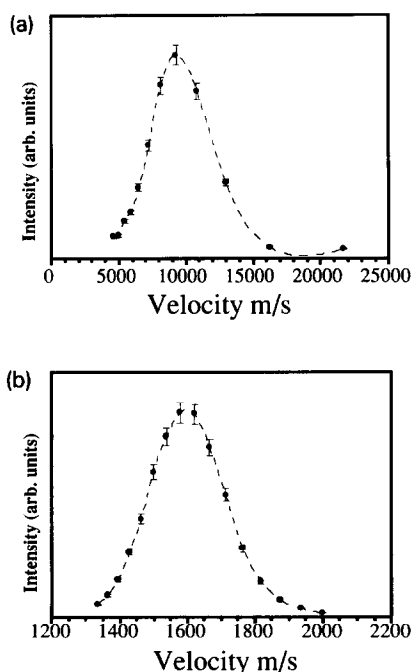 (a)
Intensity (arb. units)
0 5000 10000 15000 20000 25000
Velocity m/s
(b)
Intensity (arb. units)
1200 1400 1600 1800 2000 2200
Velocity m/s